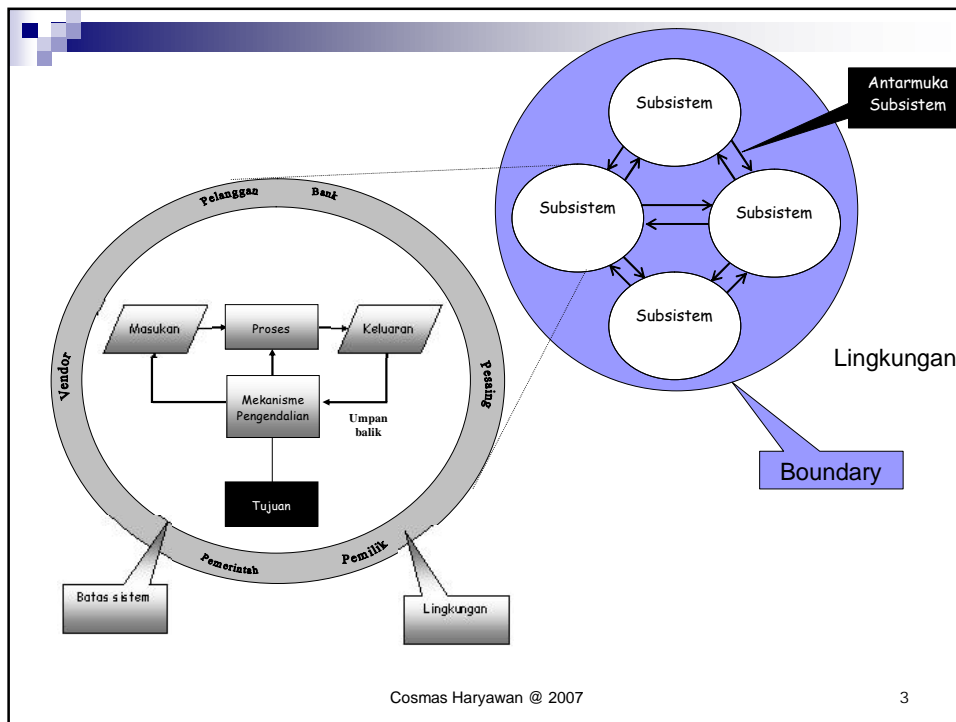 Subsistem
Antarmuka
Subsistem
Subsistem
Subsistem
Subsistem
Lingkungan
Boundary
Pelanggan
Bank
Vendor
Pesaing
Masukan
Proses
Keluaran
Mekanisme
Pengendalian
Umpan
balik
Tujuan
Pemerintah
Pemilik
Batas sistem
Lingkungan
Cosmas Haryawan @ 2007
3